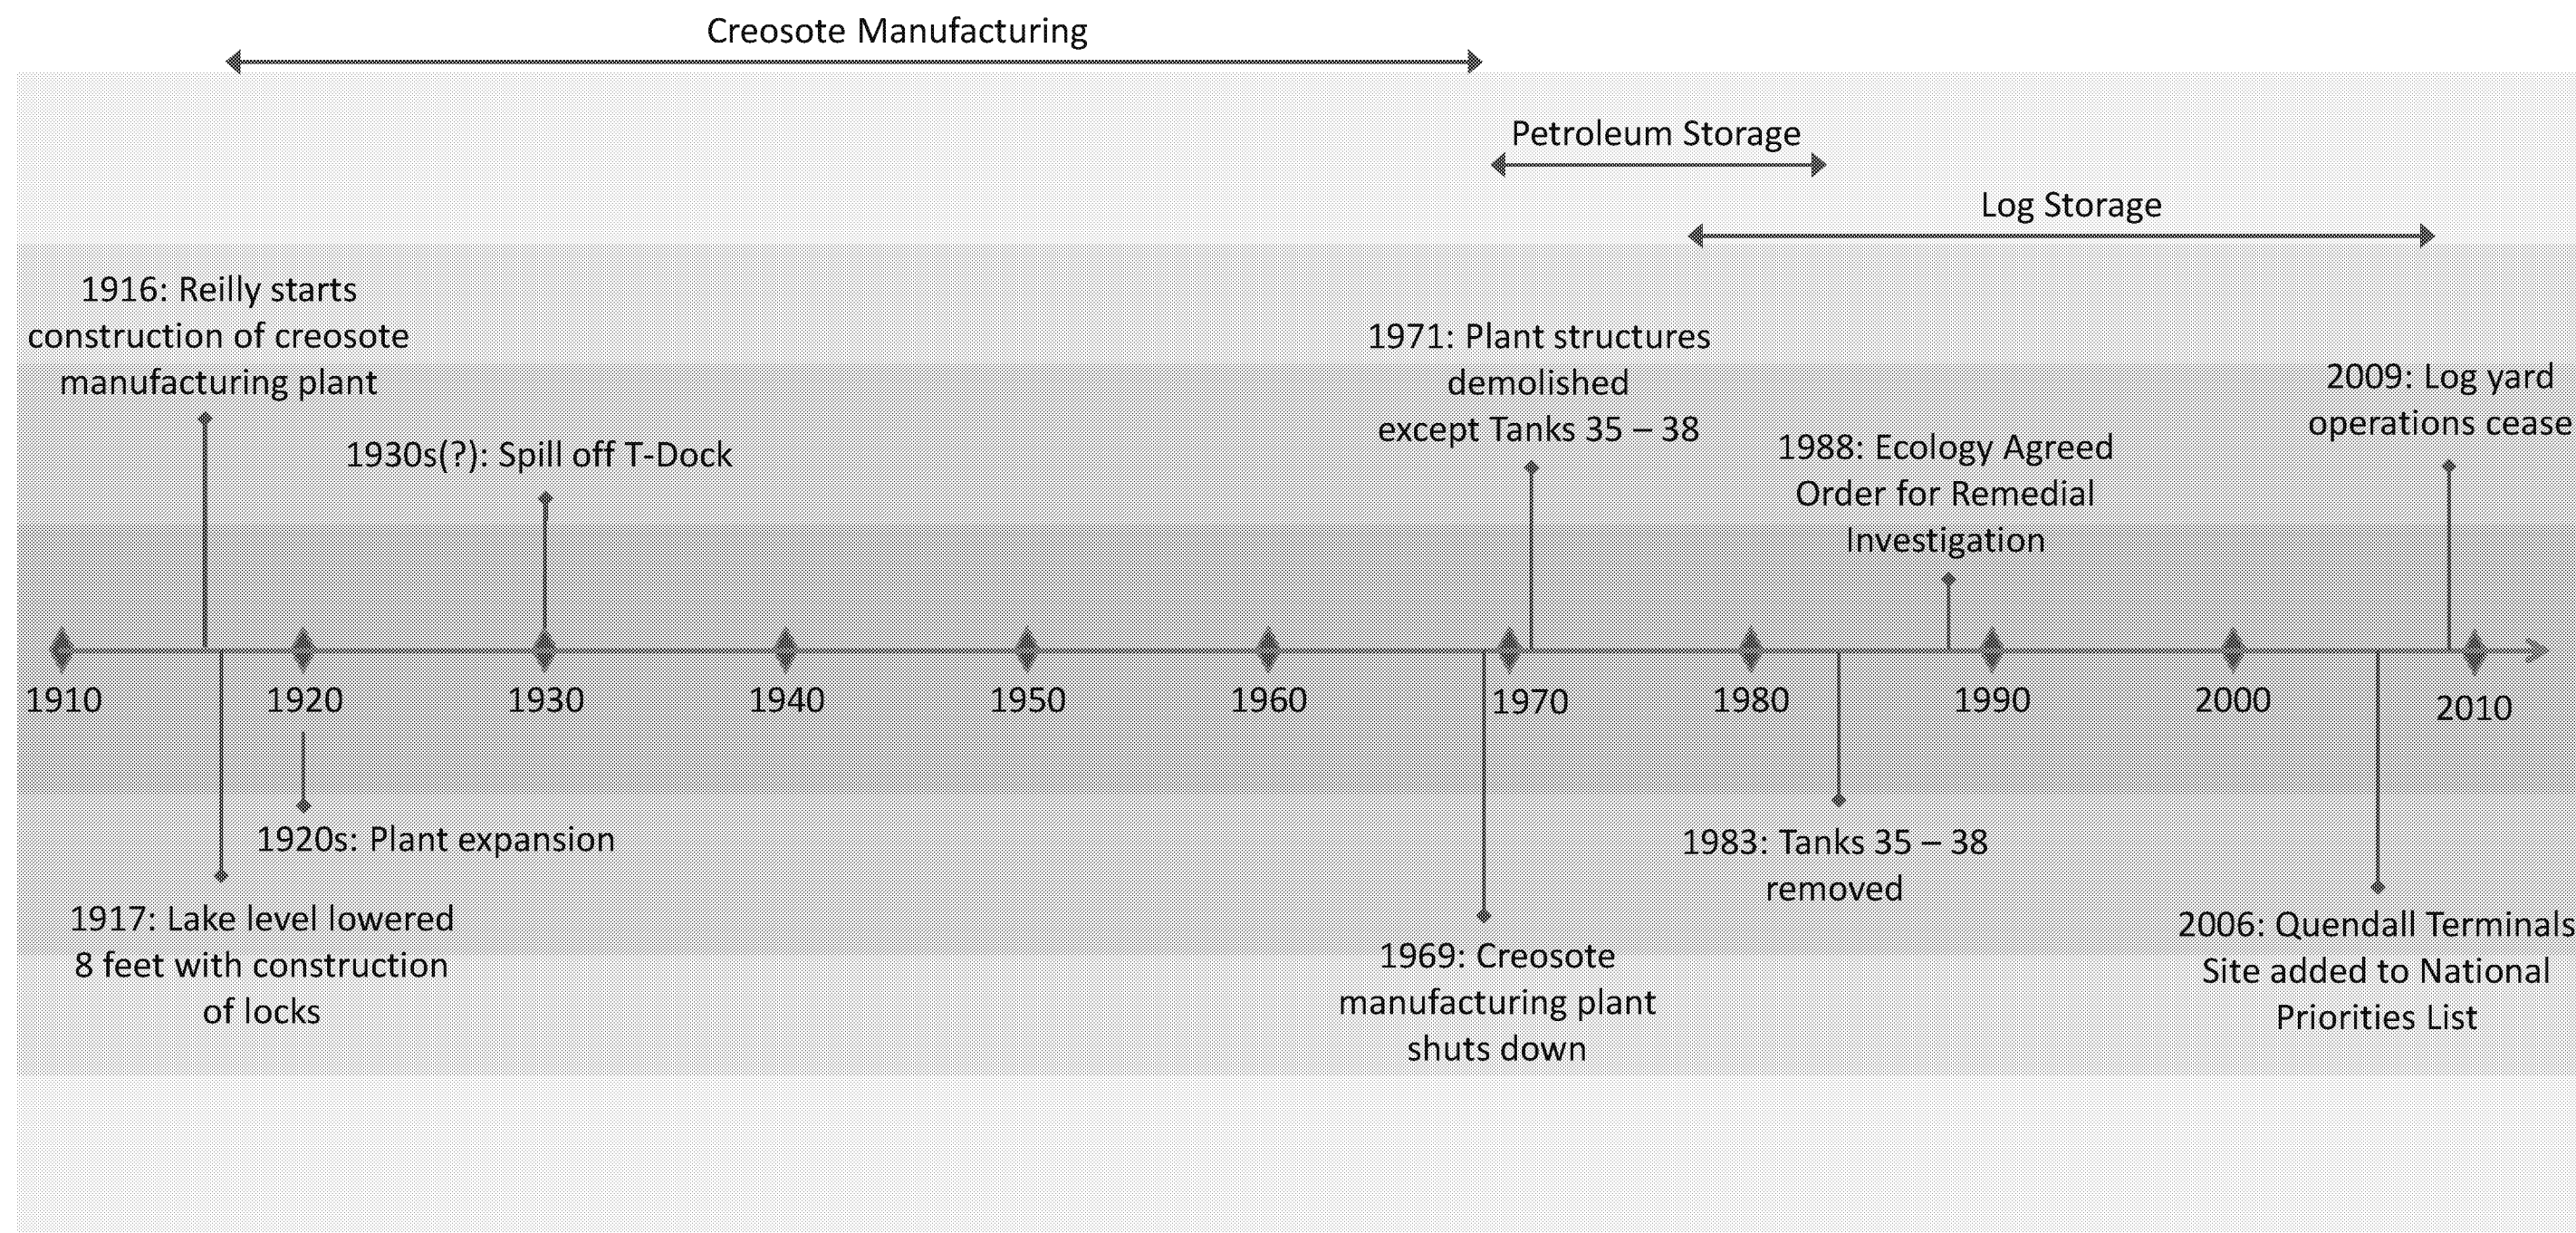 Creosote Manufacturing
Petroleum Storage
Log Storage
1916: Reilly starts
construction of creosote
manufacturing plant
1930s(?): Spill off T-Dock
1971: Plant structures
demolished
except Tanks 35 – 38
1988: Ecology Agreed
Order for Remedial
Investigation
2009: Log yard
operations cease
1910 1920 1930 1940 1950 1960 1970 1980 1990 2000 2010
1920s: Plant expansion
1917: Lake level lowered
8 feet with construction
of locks
1969: Creosote
manufacturing plant
shuts down
1983: Tanks 35 – 38
removed
2006: Quendall Terminals
Site added to National
Priorities List